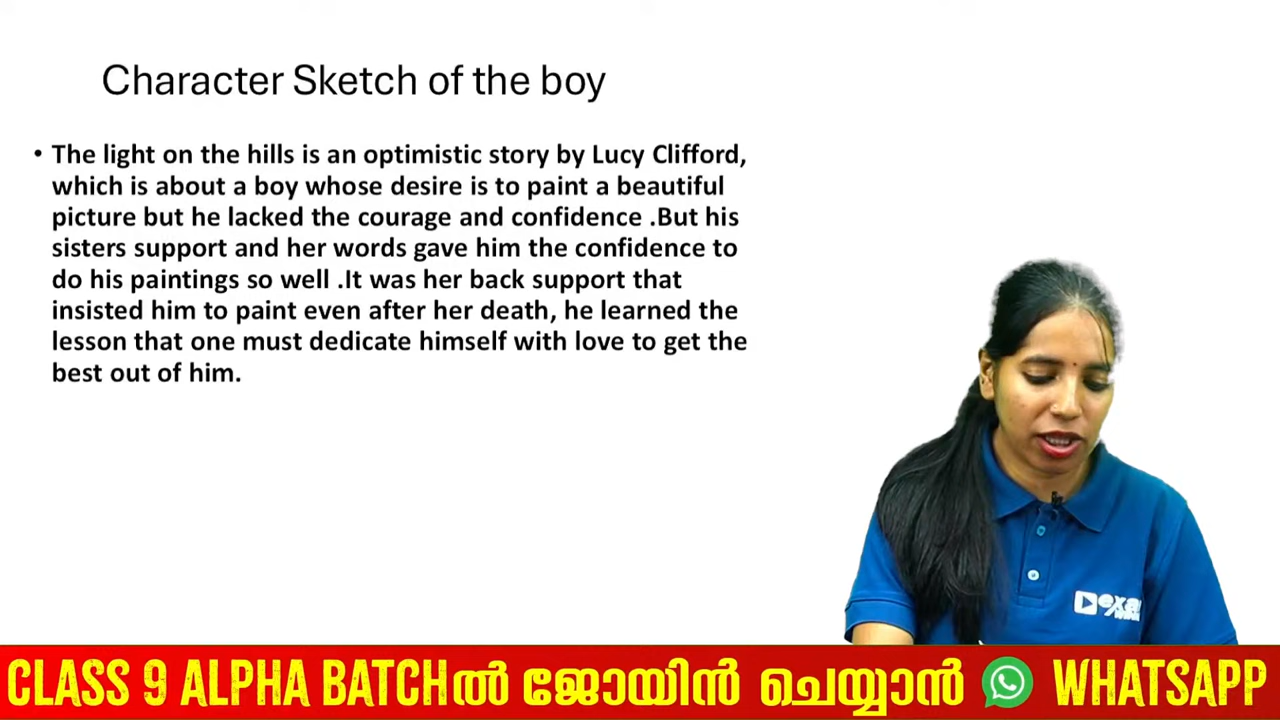 Character Sketch of the boy
• The light on the hills is an optimistic story by Lucy Clifford,
which is about a boy whose desire is to paint a beautiful
picture but he lacked the courage and confidence .But his
sisters support and her words gave him the confidence to
do his paintings so well .It was her back support that
insisted him to paint even after her death, he learned the
lesson that one must dedicate himself with love to get the
best out of him.
exa
CLASS 9 ALPHA BATCHൽ ജോയിൻ ചെയ്യാൻ WHATSAPP